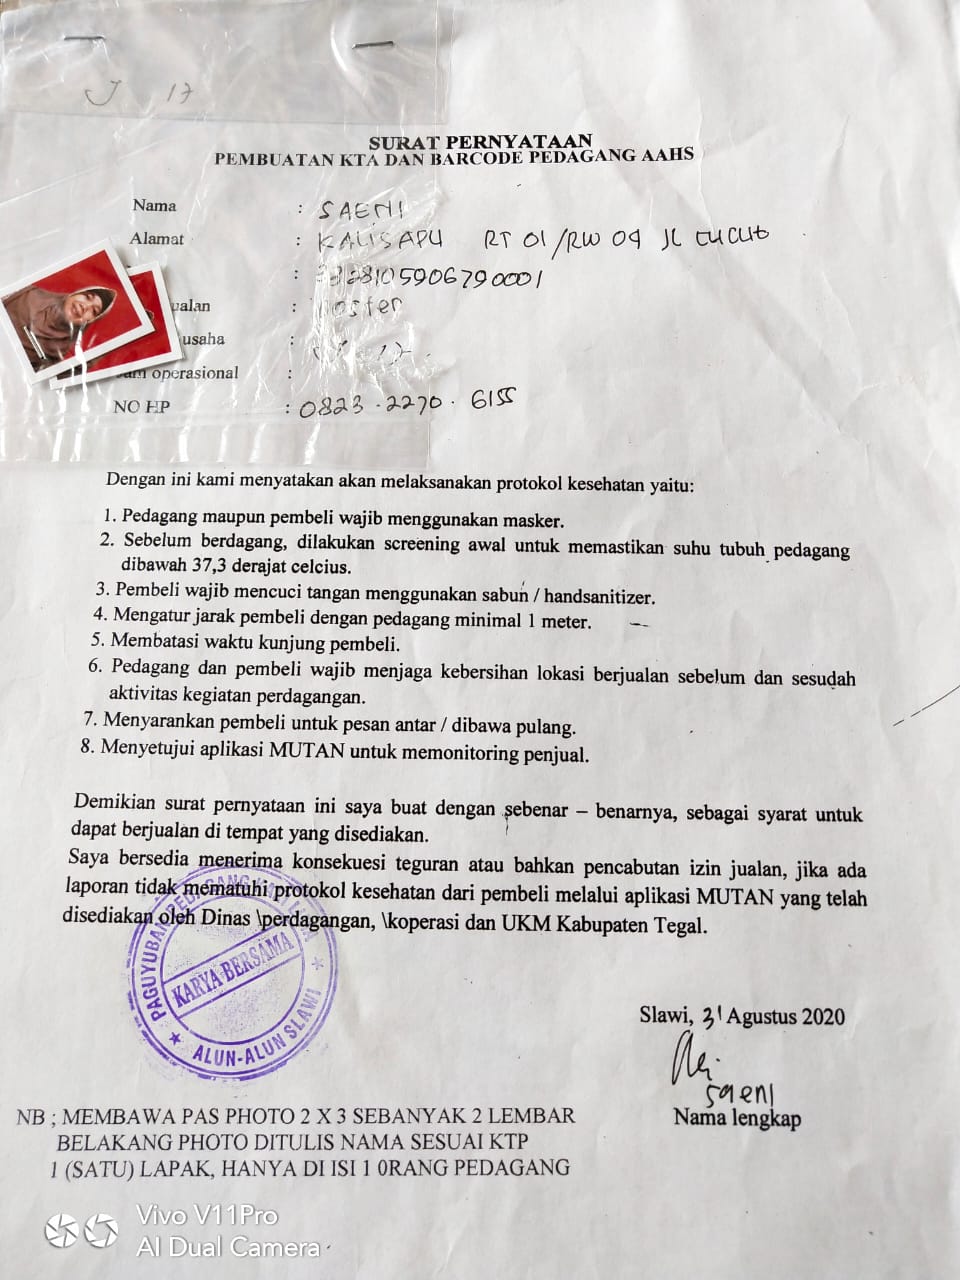 J 17
SURAT PERNYATAAN
PEMBUATAN KTA DAN BARCODE PEDAGANG AAHS
Nama : SAENI
Alamat : KALISAPU RT 01/RW 09 JL CUCUT
: 3328105906790001
ualan :
usaha : 17
Jam operasional :
NO HP : 0823.2270.6155
Dengan ini kami menyatakan akan melaksanakan protokol kesehatan yaitu:
1. Pedagang maupun pembeli wajib menggunakan masker.
2. Sebelum berdagang, dilakukan screening awal untuk memastikan suhu tubuh pedagang
dibawah 37,3 derajat celcius.
3. Pembeli wajib mencuci tangan menggunakan sabun / handsanitizer.
4. Mengatur jarak pembeli dengan pedagang minimal 1 meter.
5. Membatasi waktu kunjung pembeli.
6. Pedagang dan pembeli wajib menjaga kebersihan lokasi berjualan sebelum dan sesudah
aktivitas kegiatan perdagangan.
7. Menyarankan pembeli untuk pesan antar / dibawa pulang.
8. Menyetujui aplikasi MUTAN untuk memonitoring penjual.
Demikian surat pernyataan ini saya buat dengan sebenar – benarnya, sebagai syarat untuk
dapat berjualan di tempat yang disediakan.
Saya bersedia menerima konsekuesi teguran atau bahkan pencabutan izin jualan, jika ada
laporan tidak mematuhi protokol kesehatan dari pembeli melalui aplikasi MUTAN yang telah
disediakan oleh Dinas \perdagangan, \koperasi dan UKM Kabupaten Tegal.
PAGUYUBAN PEDAGANG KAKI LIMA
KARYA BERSAMA
ALUN-ALUN SLAWI
Slawi, 31 Agustus 2020
saeni
Nama lengkap
NB ; MEMBAWA PAS PHOTO 2 X 3 SEBANYAK 2 LEMBAR
BELAKANG PHOTO DITULIS NAMA SESUAI KTP
1 (SATU) LAPAK, HANYA DI ISI 1 0RANG PEDAGANG
Vivo V11Pro
AI Dual Camera